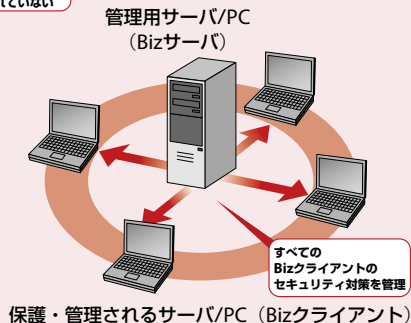 れていない
管理用サーバ/PC
（Bizサーバ）
すべての
Bizクライアントの
セキュリティ対策を管理
保護・管理されるサーバ/PC（Bizクライアント）